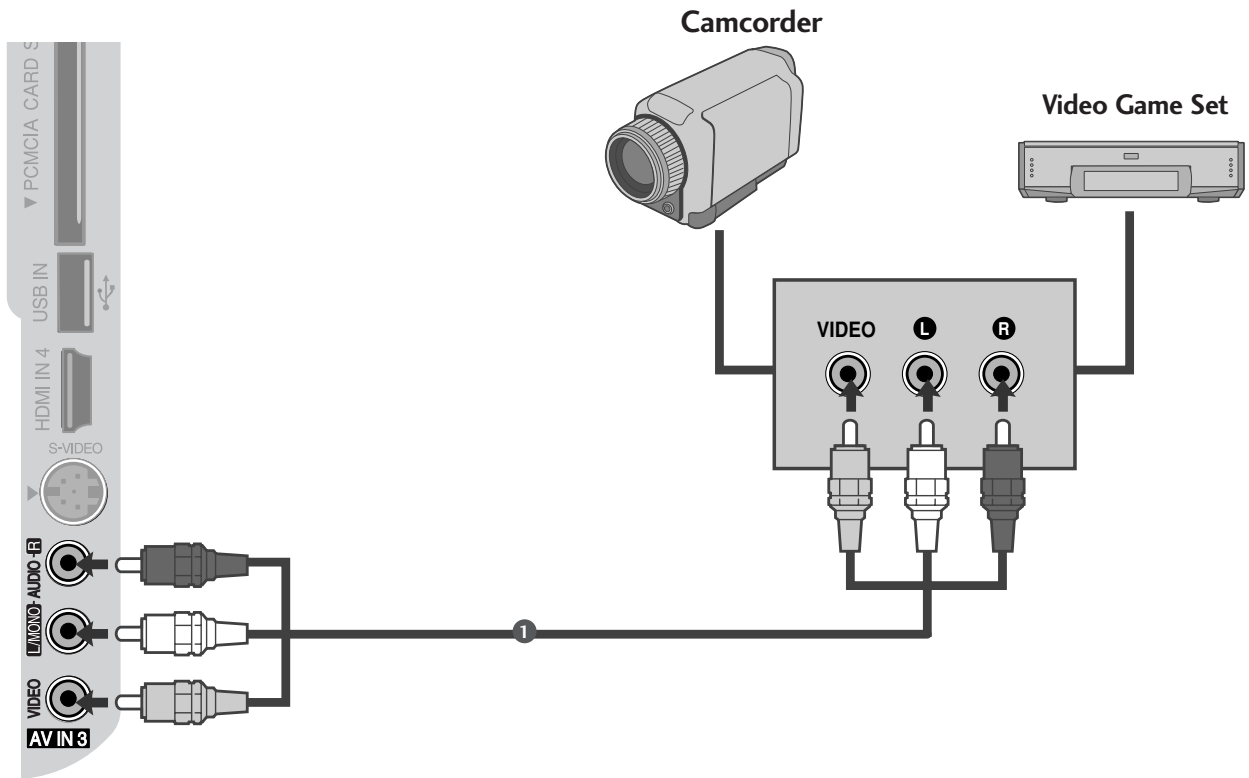 Camcorder
Video Game Set
▼ PCMCIA CARD S
USB IN
HDMI IN 4
S-VIDEO
L/MONO- AUDIO -R
VIDEO
AV IN 3
VIDEO
L
R
1